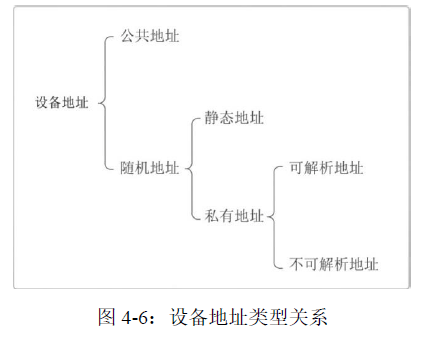 公共地址
设备地址
静态地址
随机地址
可解析地址
私有地址
不可解析地址
图 4-6：设备地址类型关系